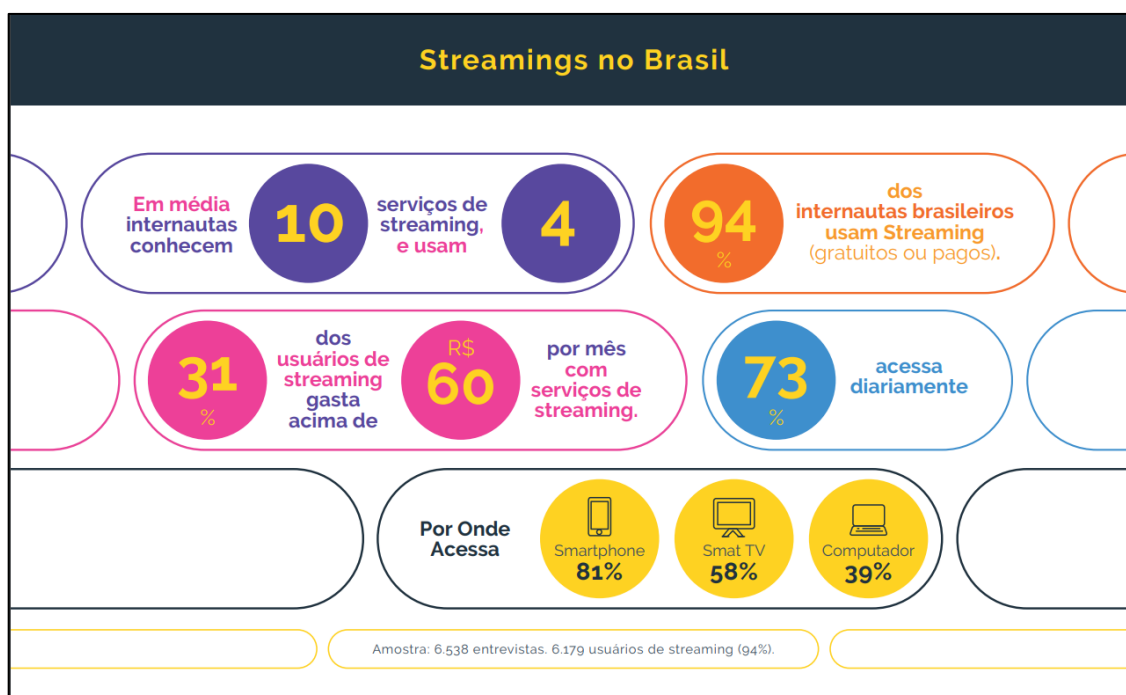 Streamings no Brasil
Em média
internautas
conhecem
10
serviços de
streaming,
e usam
4
94
%
dos
internautas brasileiros
usam Streaming
(gratuitos ou pagos).
31
%
dos
usuários de
streaming
gasta
acima de
R$
60
por mês
com
serviços de
streaming.
73
%
acessa
diariamente
Por Onde
Acessa
Smartphone
81%
Smat TV
58%
Computador
39%
Amostra: 6.538 entrevistas. 6.179 usuários de streaming (94%).